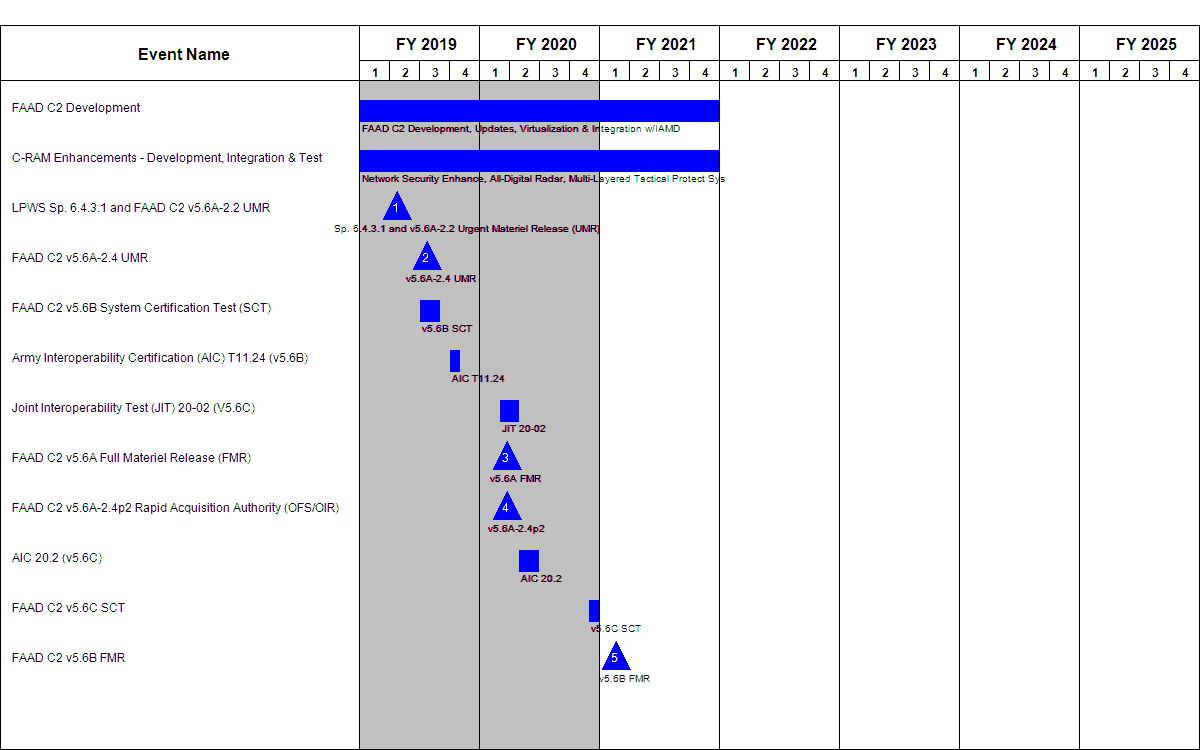 Event Name FY 2019 FY 2020 FY 2021 FY 2022 FY 2023 FY 2024 FY 2025
1 2 3 4 1 2 3 4 1 2 3 4 1 2 3 4 1 2 3 4 1 2 3 4 1 2 3 4
FAAD C2 Development
FAAD C2 Development, Updates, Virtualization & Integration w/IAMD
C-RAM Enhancements - Development, Integration & Test
Network Security Enhance, All-Digital Radar, Multi-Layered Tactical Protect Sys
LPWS Sp. 6.4.3.1 and FAAD C2 v5.6A-2.2 UMR 1
Sp. 6.4.3.1 and v5.6A-2.2 Urgent Materiel Release (UMR)
FAAD C2 v5.6A-2.4 UMR 2
v5.6A-2.4 UMR
FAAD C2 v5.6B System Certification Test (SCT)
v5.6B SCT
Army Interoperability Certification (AIC) T11.24 (v5.6B)
AIC T11.24
Joint Interoperability Test (JIT) 20-02 (V5.6C)
JIT 20-02
FAAD C2 v5.6A Full Materiel Release (FMR) 3
v5.6A FMR
FAAD C2 v5.6A-2.4p2 Rapid Acquisition Authority (OFS/OIR) 4
v5.6A-2.4p2
AIC 20.2 (v5.6C)
AIC 20.2
FAAD C2 v5.6C SCT
v5.6C SCT
FAAD C2 v5.6B FMR 5
v5.6B FMR